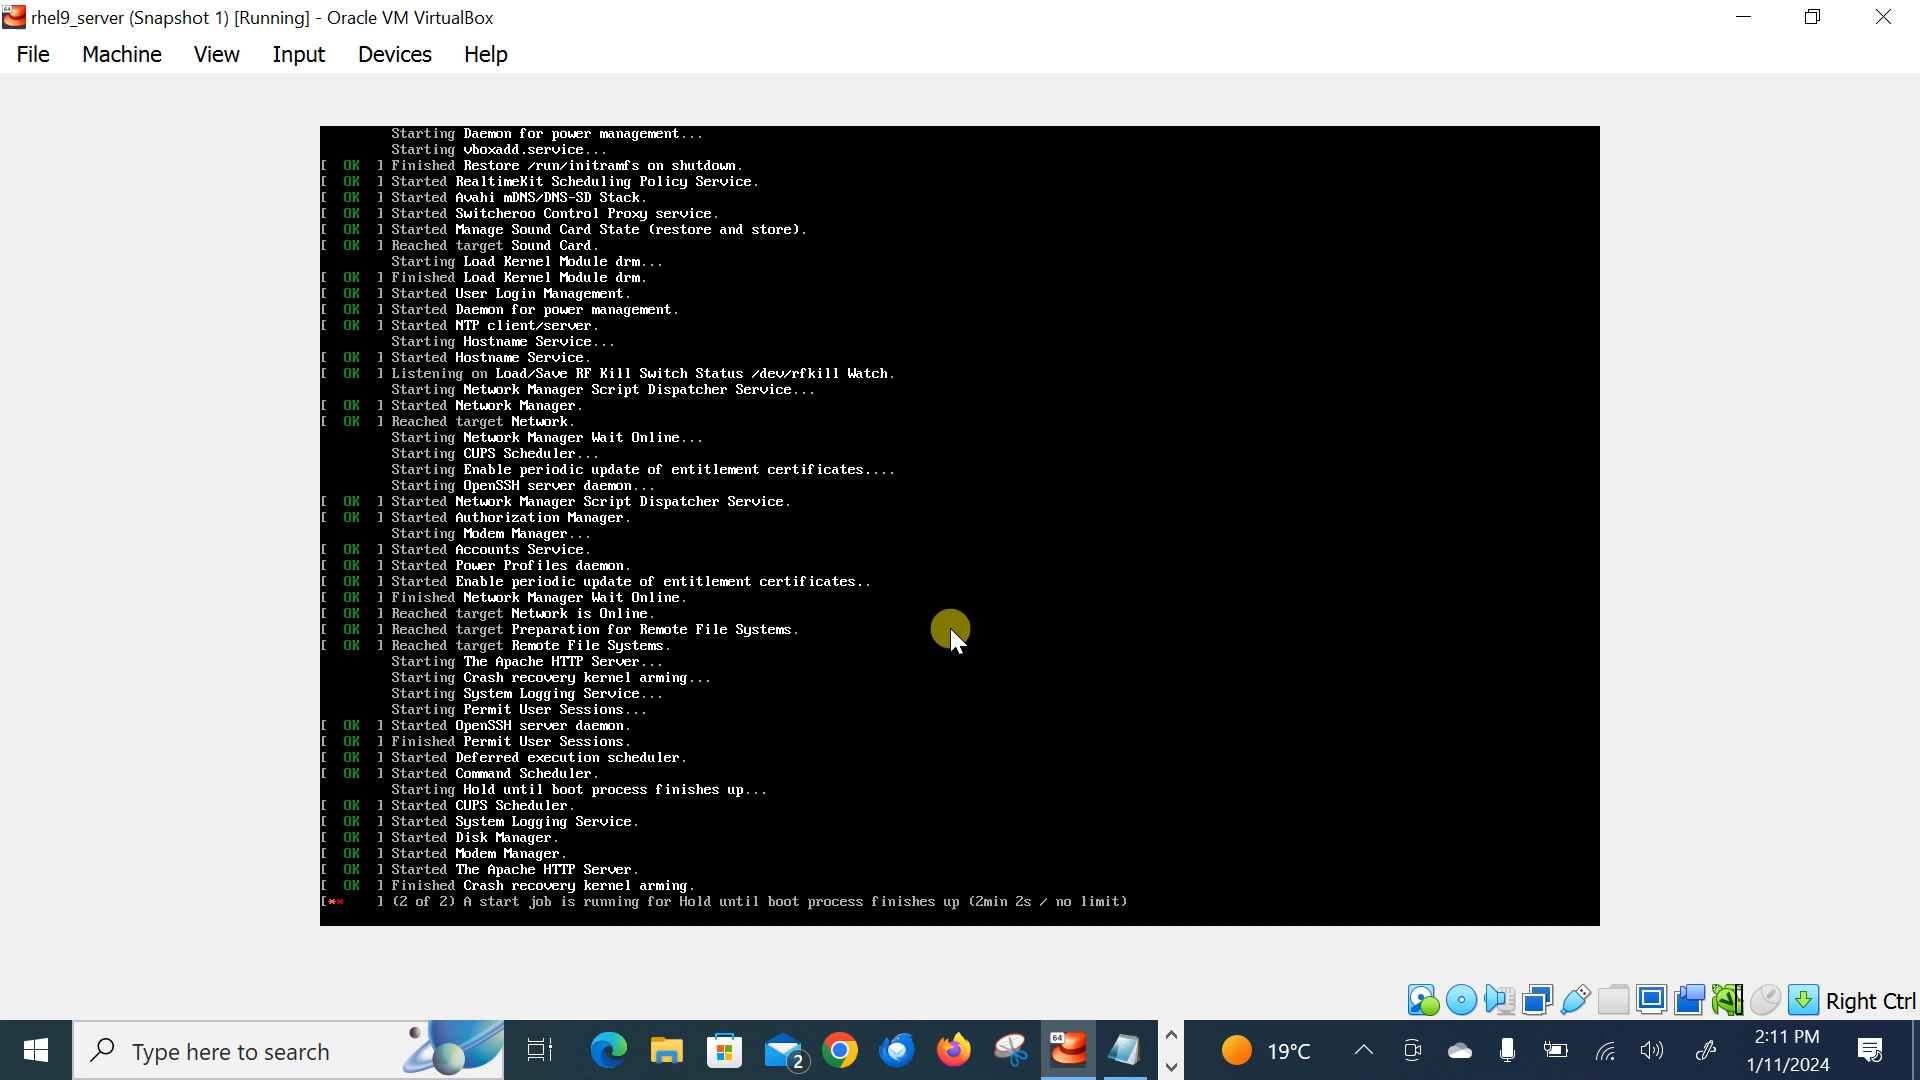 rhel9_server (Snapshot 1) [Running] - Oracle VM VirtualBox
File Machine View Input Devices Help
Starting Daemon for power management...
Starting vboxadd.service...
[ OK ] Finished Restore /run/initramfs on shutdown.
[ OK ] Started RealtimeKit Scheduling Policy Service.
[ OK ] Started Avahi mDNS/DNS-SD Stack.
[ OK ] Started Switcheroo Control Proxy service.
[ OK ] Started Manage Sound Card State (restore and store).
[ OK ] Reached target Sound Card.
Starting Load Kernel Module drm...
[ OK ] Finished Load Kernel Module drm.
[ OK ] Started User Login Management.
[ OK ] Started Daemon for power management.
[ OK ] Started NTP client/server.
Starting Hostname Service...
[ OK ] Started Hostname Service.
[ OK ] Listening on Load/Save RF Kill Switch Status /dev/rfkill Watch.
Starting Network Manager Script Dispatcher Service...
[ OK ] Started Network Manager.
[ OK ] Reached target Network.
Starting Network Manager Wait Online...
Starting CUPS Scheduler...
Starting Enable periodic update of entitlement certificates....
Starting OpenSSH server daemon...
[ OK ] Started Network Manager Script Dispatcher Service.
[ OK ] Started Authorization Manager.
Starting Modem Manager...
[ OK ] Started Accounts Service.
[ OK ] Started Power Profiles daemon.
[ OK ] Started Enable periodic update of entitlement certificates..
[ OK ] Finished Network Manager Wait Online.
[ OK ] Reached target Network is Online.
[ OK ] Reached target Preparation for Remote File Systems.
[ OK ] Reached target Remote File Systems.
Starting The Apache HTTP Server...
Starting Crash recovery kernel arming...
Starting System Logging Service...
Starting Permit User Sessions...
[ OK ] Started OpenSSH server daemon.
[ OK ] Finished Permit User Sessions.
[ OK ] Started Deferred execution scheduler.
[ OK ] Started Command Scheduler.
Starting Hold until boot process finishes up...
[ OK ] Started CUPS Scheduler.
[ OK ] Started System Logging Service.
[ OK ] Started Disk Manager.
[ OK ] Started Modem Manager.
[ OK ] Started The Apache HTTP Server.
[ OK ] Finished Crash recovery kernel arming.
[** ] (2 of 2) A start job is running for Hold until boot process finishes up (2min 2s / no limit)
Right Ctrl
Type here to search
2
64
19°C
2:11 PM
1/11/2024